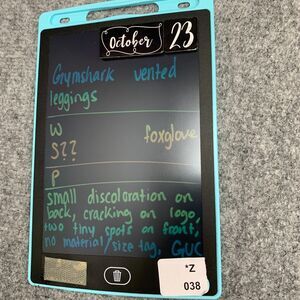 October 23
Gymshark vented
leggings
W foxglove
S??
P
small discoloration on
back, cracking on logo,
two tiny spots on front,
no material/size tag. GUC
*Z
038